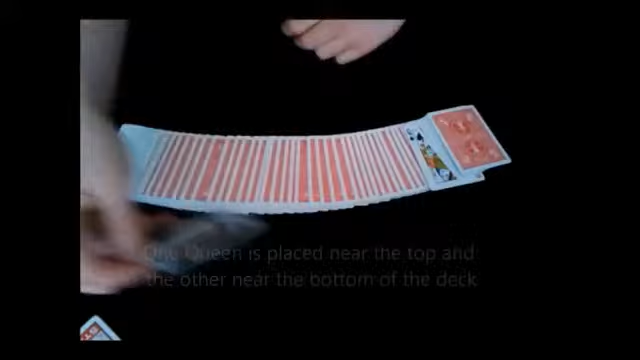 One Queen is placed near the top and
the other near the bottom of the deck